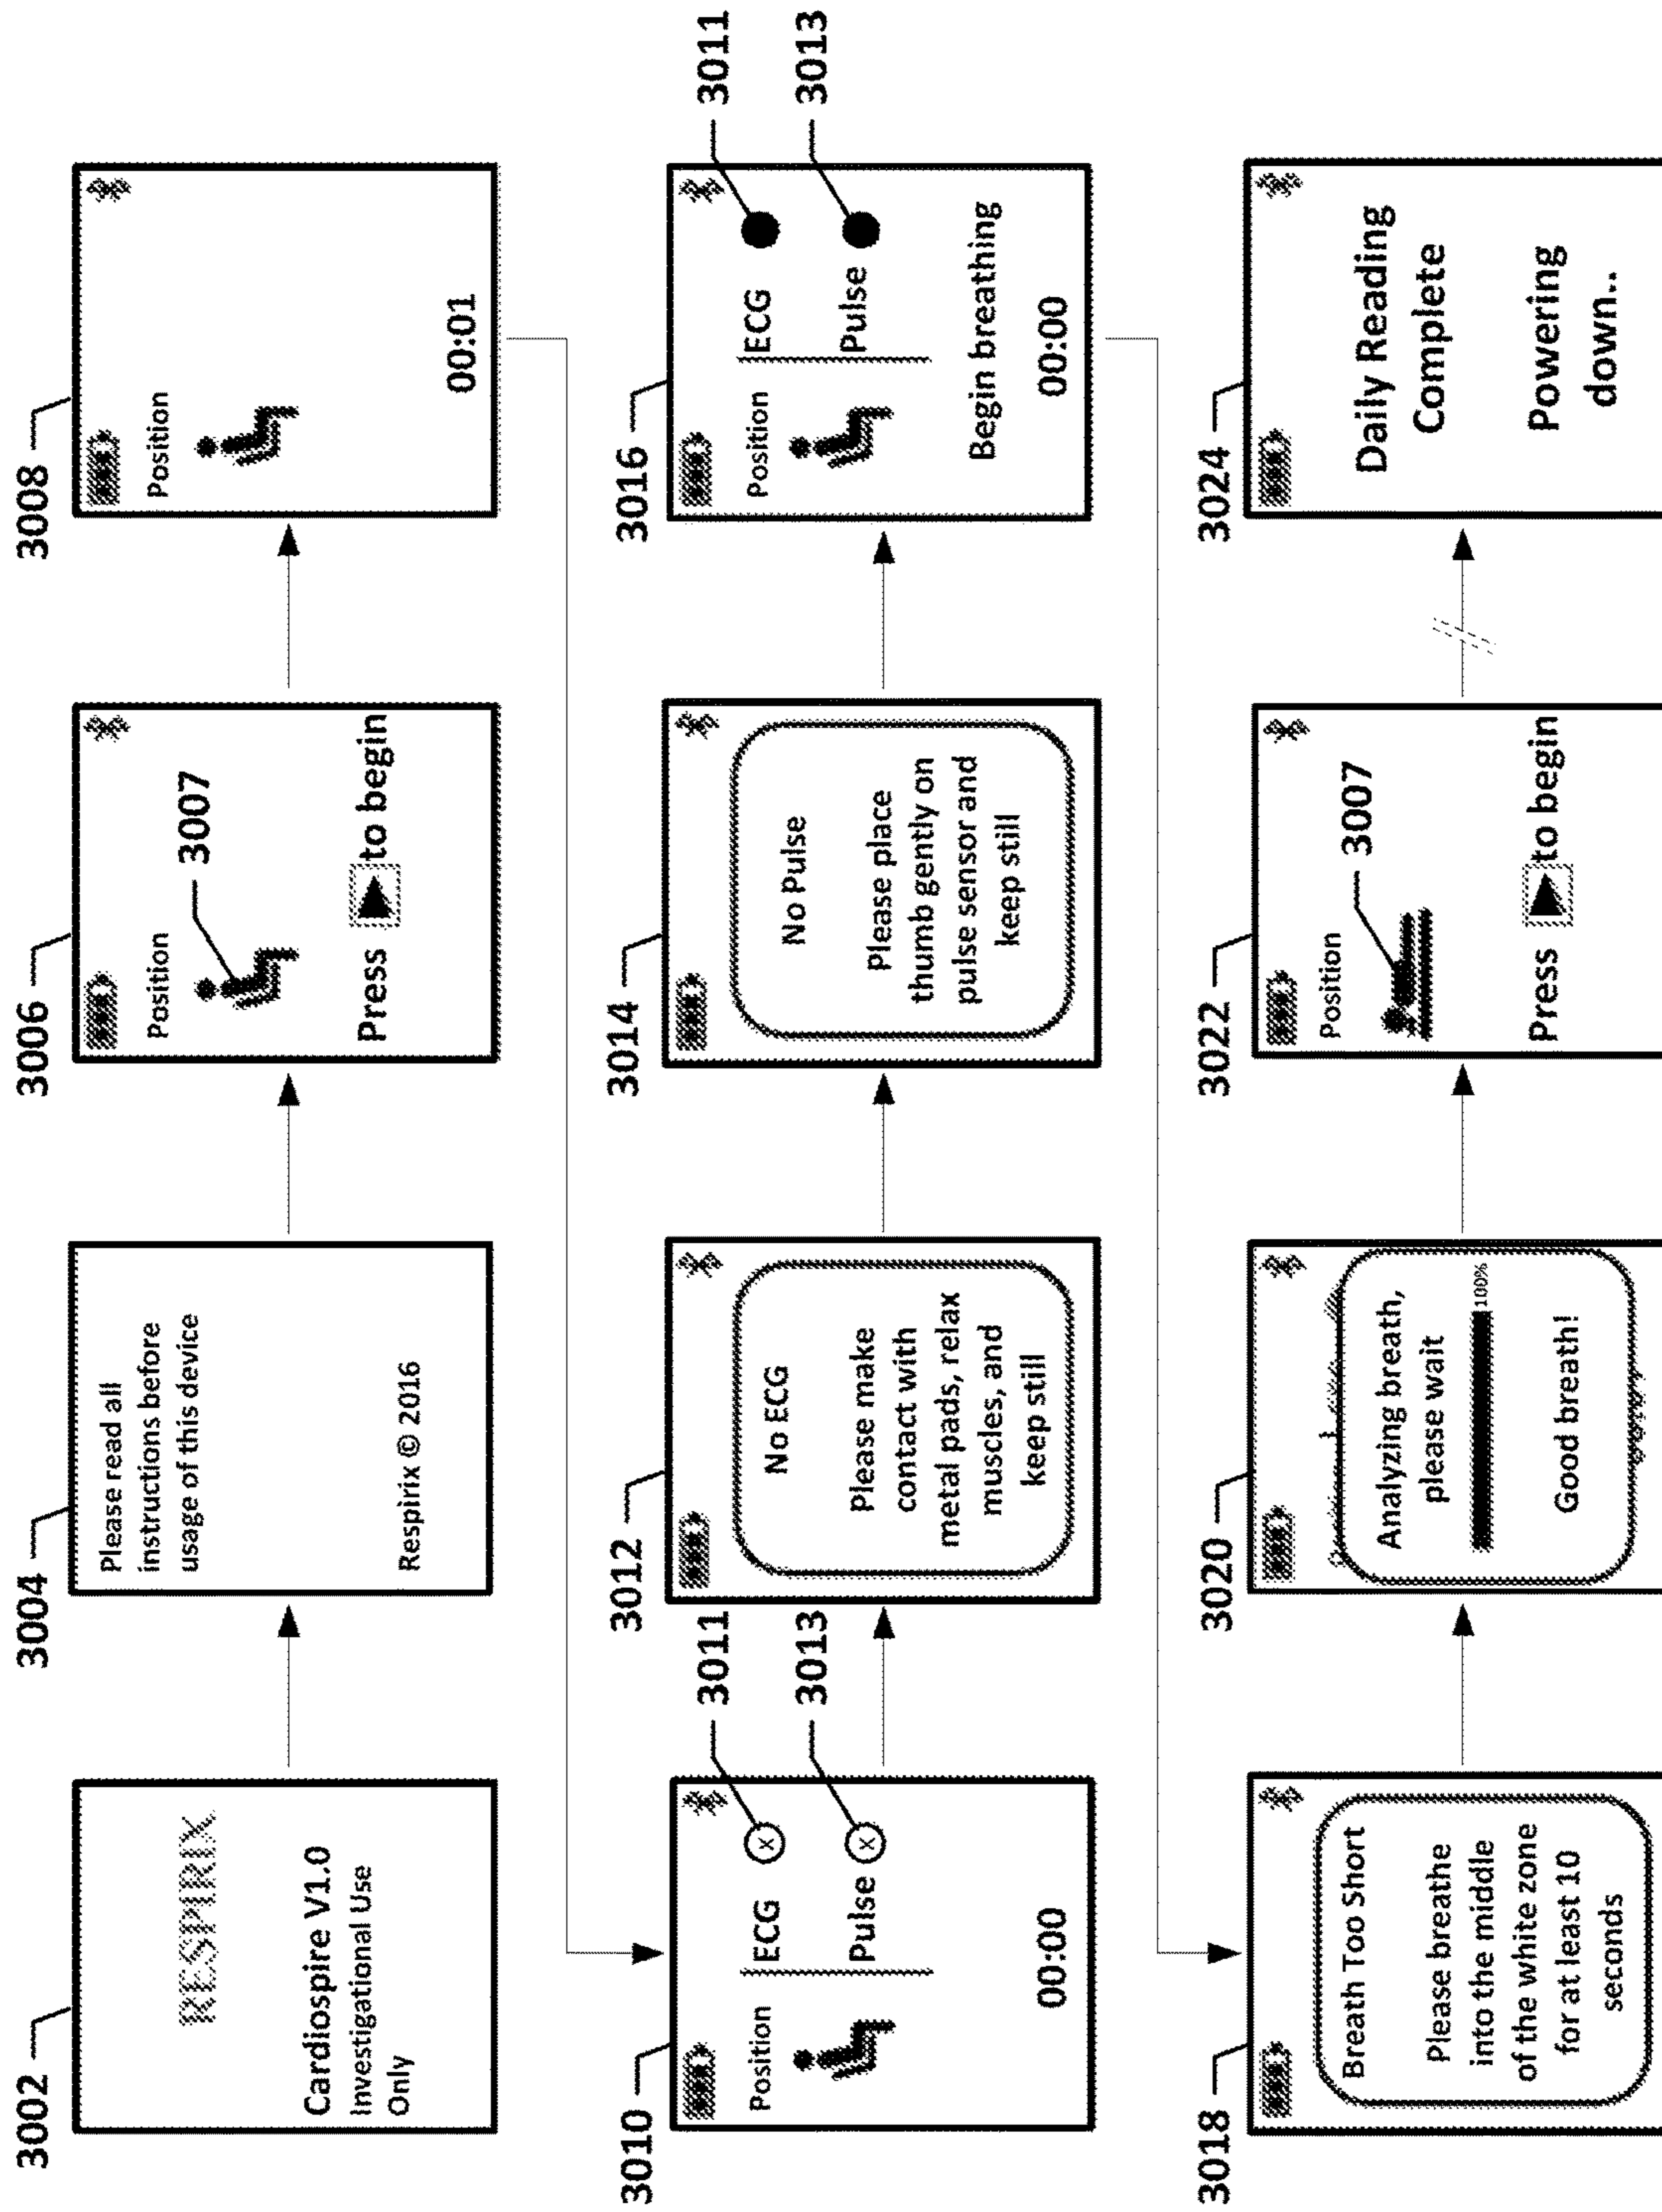 3002
RESPIRIX
Cardiospire V1.0
Investigational Use
Only
3004
Please read all
instructions before
usage of this device
Respirix © 2016
3006
Position
3007
Press ▶ to begin
3008
Position
00:01
3010
Position
ECG x
3011
Pulse x
3013
00:00
3012
No ECG
Please make
contact with
metal pads, relax
muscles, and
keep still
3014
No Pulse
Please place
thumb gently on
pulse sensor and
keep still
3016
Position
ECG
3011
Pulse
3013
Begin breathing
00:00
3018
Breath Too Short
Please breathe
into the middle
of the white zone
for at least 10
seconds
3020
Analyzing breath,
please wait
100%
Good breath!
3022
Position
3007
Press ▶ to begin
3024
Daily Reading
Complete
Powering
down..